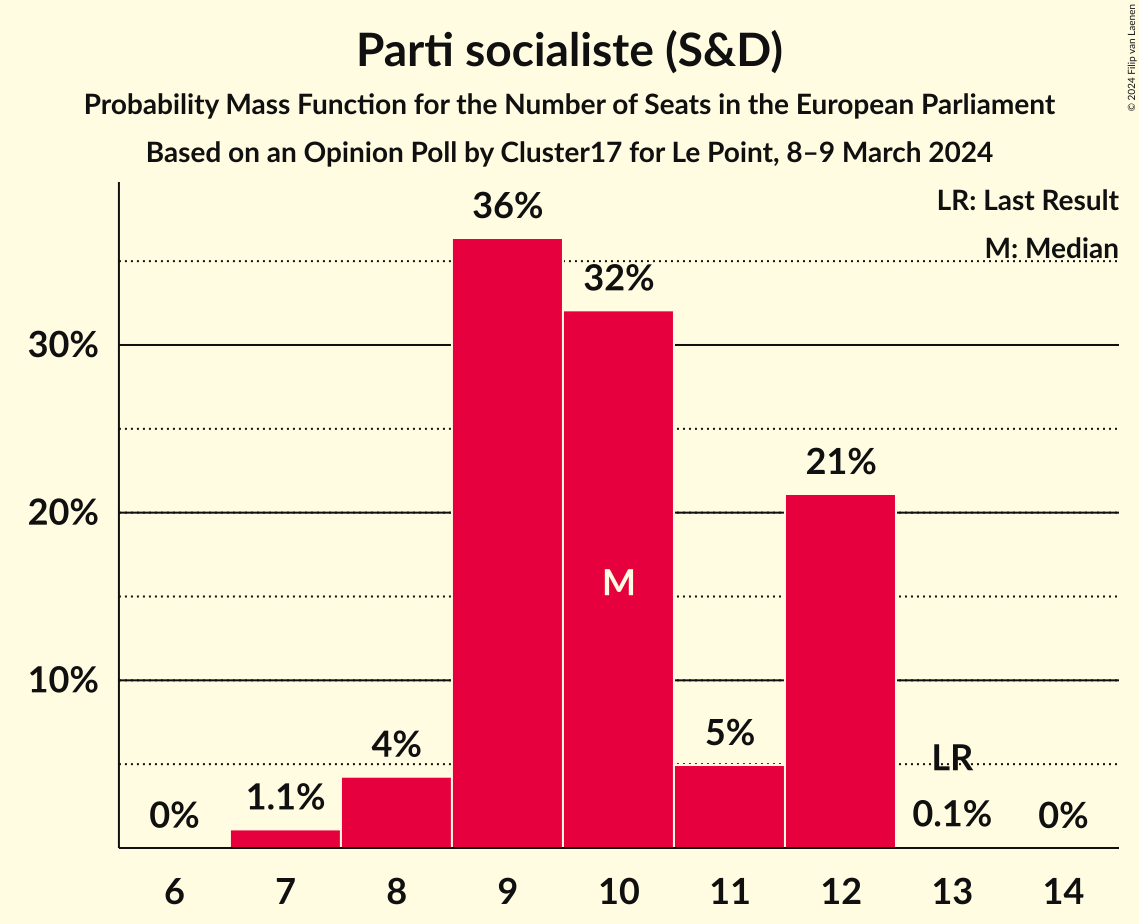 Parti socialiste (S&D)
Probability Mass Function for the Number of Seats in the European Parliament
Based on an Opinion Poll by Cluster17 for Le Point, 8–9 March 2024
© 2024 Filip van Laenen
LR: Last Result
M: Median
36%
32%
30%
21%
20%
M
10%
5%
4%
LR
1.1%
0%
0.1%
0%
6 7 8 9 10 11 12 13 14